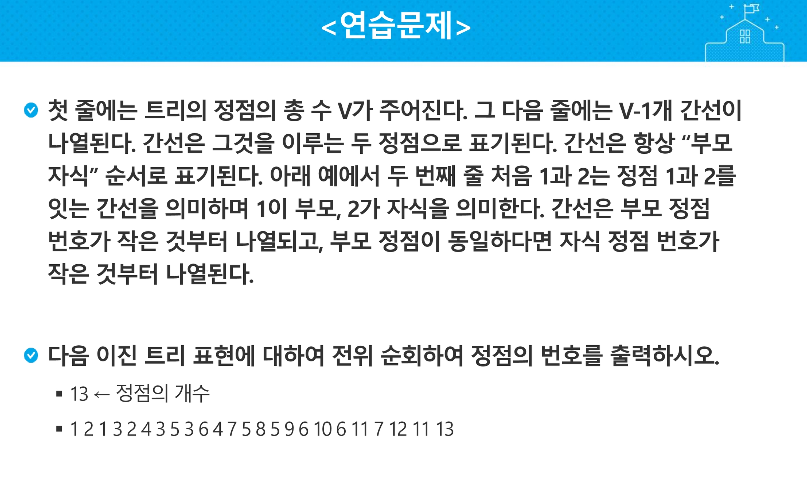 <연습문제>
첫 줄에는 트리의 정점의 총 수 V가 주어진다. 그 다음 줄에는 V-1개 간선이
나열된다. 간선은 그것을 이루는 두 정점으로 표기된다. 간선은 항상 “부모
자식” 순서로 표기된다. 아래 예에서 두 번째 줄 처음 1과 2는 정점 1과 2를
잇는 간선을 의미하며 1이 부모, 2가 자식을 의미한다. 간선은 부모 정점
번호가 작은 것부터 나열되고, 부모 정점이 동일하다면 자식 정점 번호가
작은 것부터 나열된다.
다음 이진 트리 표현에 대하여 전위 순회하여 정점의 번호를 출력하시오.
13 ← 정점의 개수
1 2 1 3 2 4 3 5 3 6 4 7 5 8 5 9 6 10 6 11 7 12 11 13